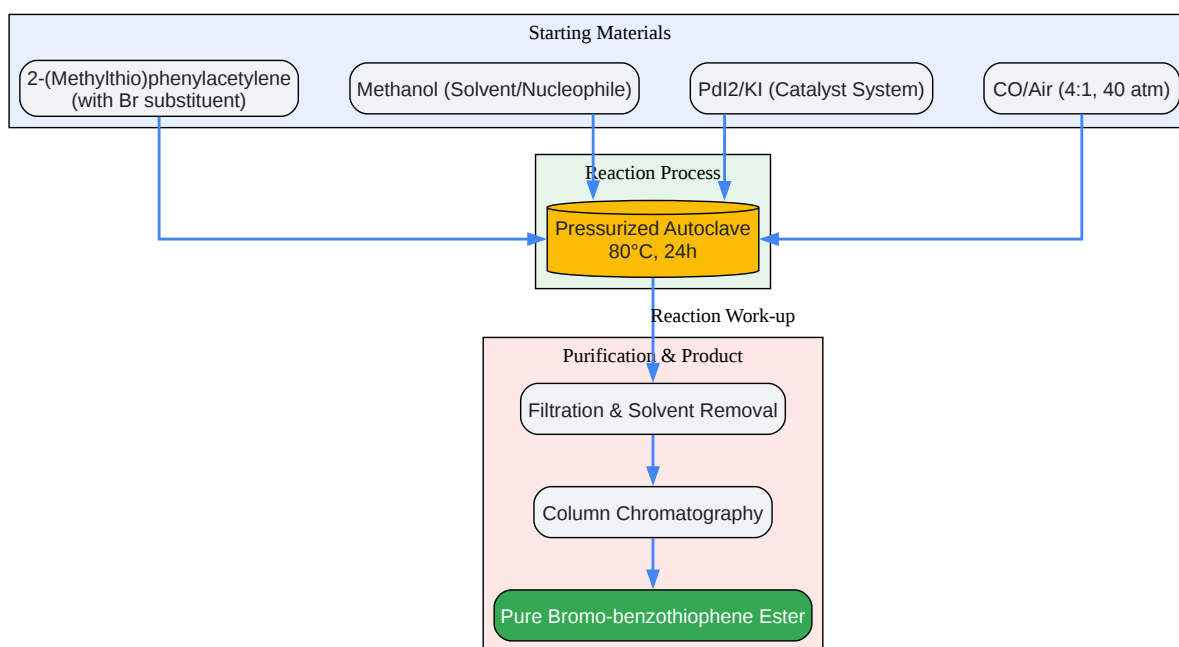 Starting Materials
2-(Methylthio)phenylacetylene
(with Br substituent)
Methanol (Solvent/Nucleophile)
PdI2/KI (Catalyst System)
CO/Air (4:1, 40 atm)
Reaction Process
Pressurized Autoclave
80°C, 24h
Reaction Work-up
Purification & Product
Filtration & Solvent Removal
Column Chromatography
Pure Bromo-benzothiophene Ester